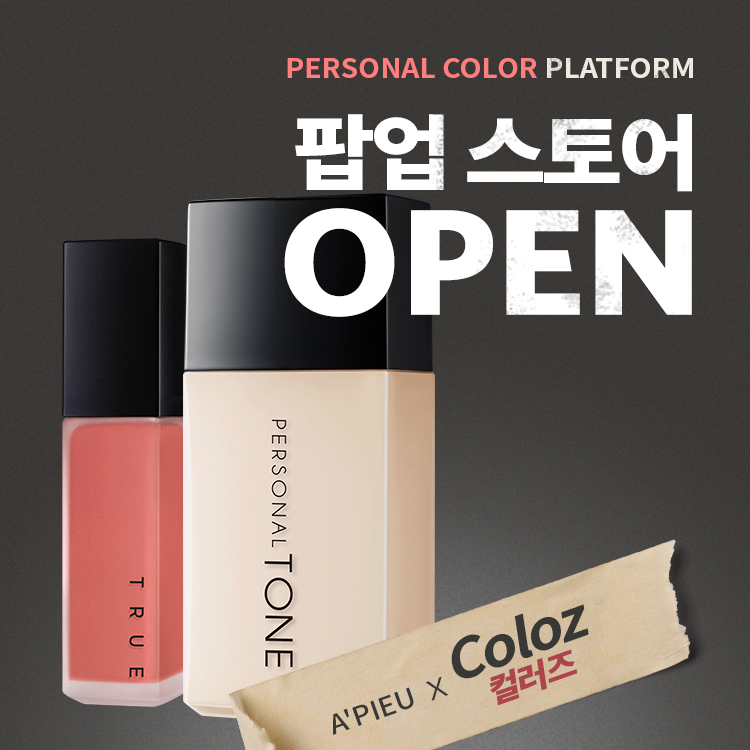 PERSONAL COLOR PLATFORM
팝업 스토어
OPEN
PERSONAL TONE
TRUE
A'PIEU X Coloz
컬러즈